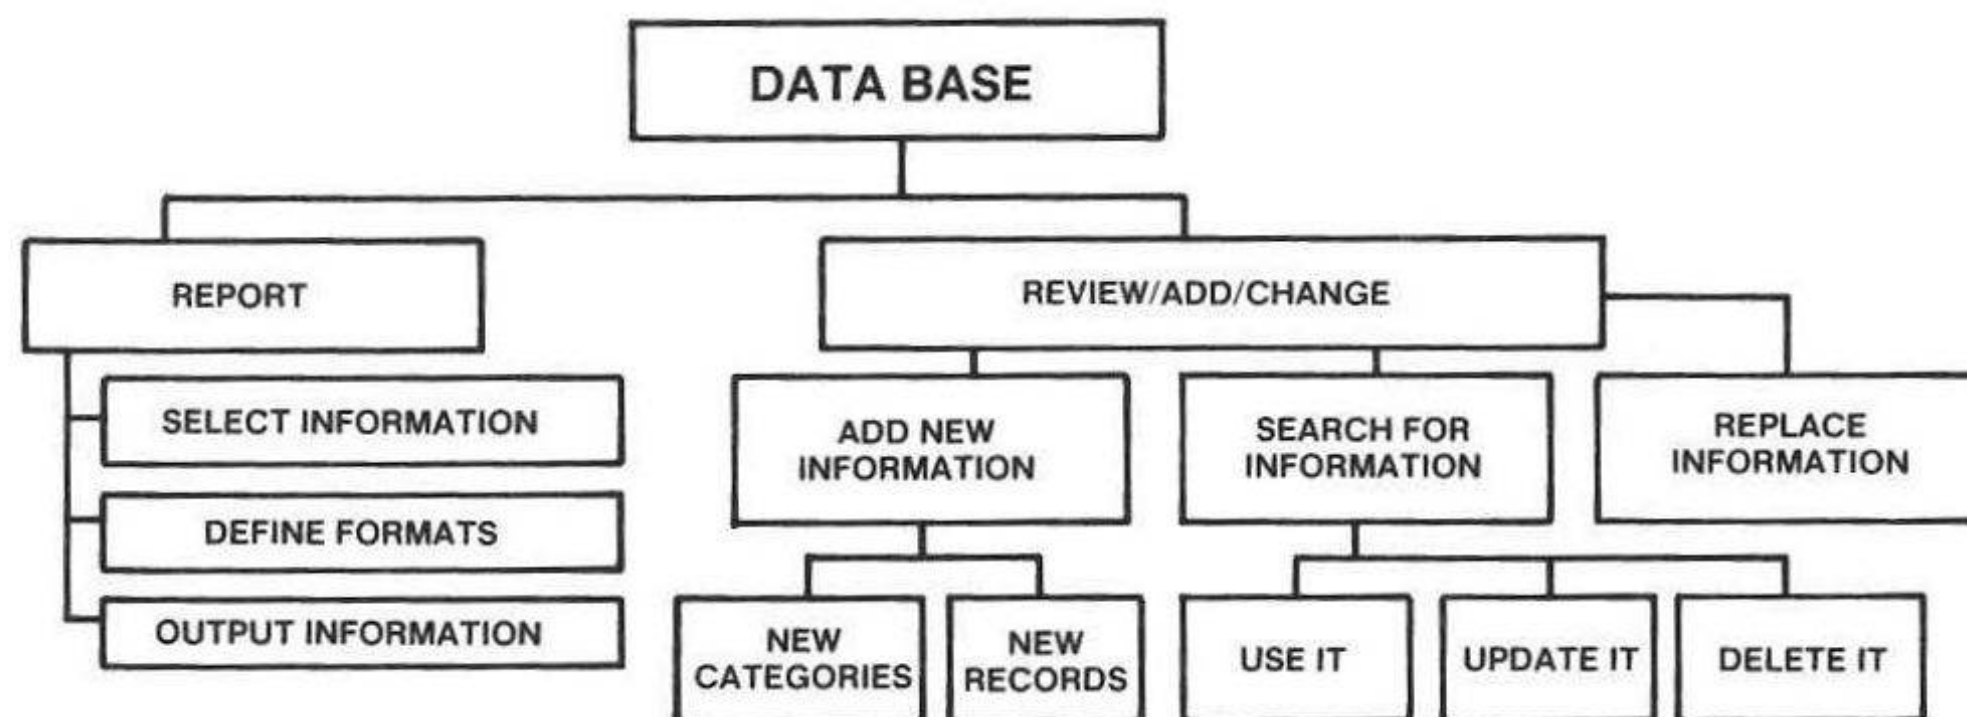 DATA BASE
REPORT
REVIEW/ADD/CHANGE
SELECT INFORMATION
DEFINE FORMATS
OUTPUT INFORMATION
ADD NEW
INFORMATION
SEARCH FOR
INFORMATION
REPLACE
INFORMATION
NEW
CATEGORIES
NEW
RECORDS
USE IT
UPDATE IT
DELETE IT